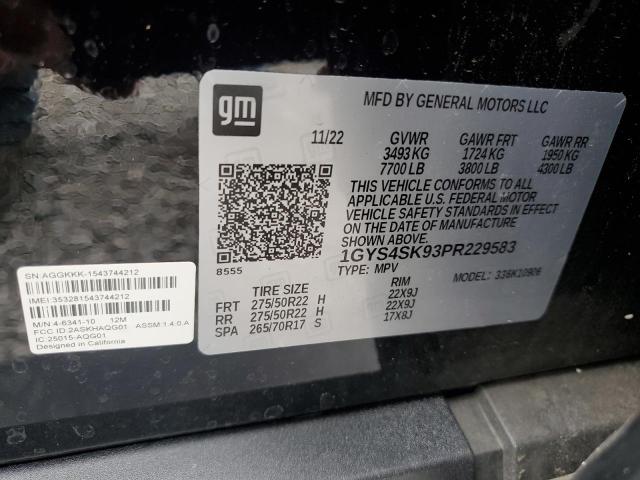 gm
MFD BY GENERAL MOTORS LLC
11/22 GVWR GAWR FRT GAWR RR
3493 KG 1724 KG 1950 KG
7700 LB 3800 LB 4300 LB
THIS VEHICLE CONFORMS TO ALL
APPLICABLE U.S. FEDERAL MOTOR
VEHICLE SAFETY STANDARDS IN EFFECT
ON THE DATE OF MANUFACTURE
SHOWN ABOVE.
1GYS4SK93PR229583
8555
TYPE: MPV
TIRE SIZE RIM
FRT 275/50R22 H 22X9J
RR 275/50R22 H 22X9J
SPA 265/70R17 S 17X8J
SN:AGGKKK-1543744212
IMEI:353281543744212
M/N:4-6341-10 12M
FCC ID:2ASKHAQG01 ASSM:1.4.0.A
IC:25015-AQG01
Designed in California